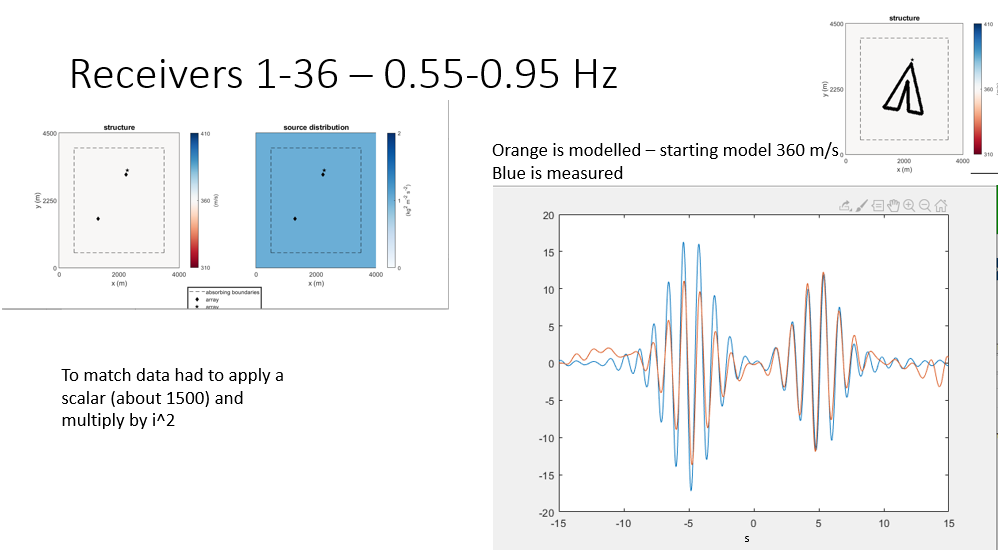 Receivers 1-36 – 0.55-0.95 Hz
structure
4500
2250
0
y (m)
0
2000
4000
x (m)
410
360
310
(m/s)
source distribution
0
2000
4000
x (m)
2
1
0
(kg² m⁻² s⁻²)
absorbing boundaries
array
array
To match data had to apply a
scalar (about 1500) and
multiply by i^2
structure
4500
2250
0
y (m)
0
2000
4000
x (m)
410
360
310
Orange is modelled – starting model 360 m/s.
Blue is measured
20
15
10
5
0
-5
-10
-15
-20
-15
-10
-5
0
5
10
15
s